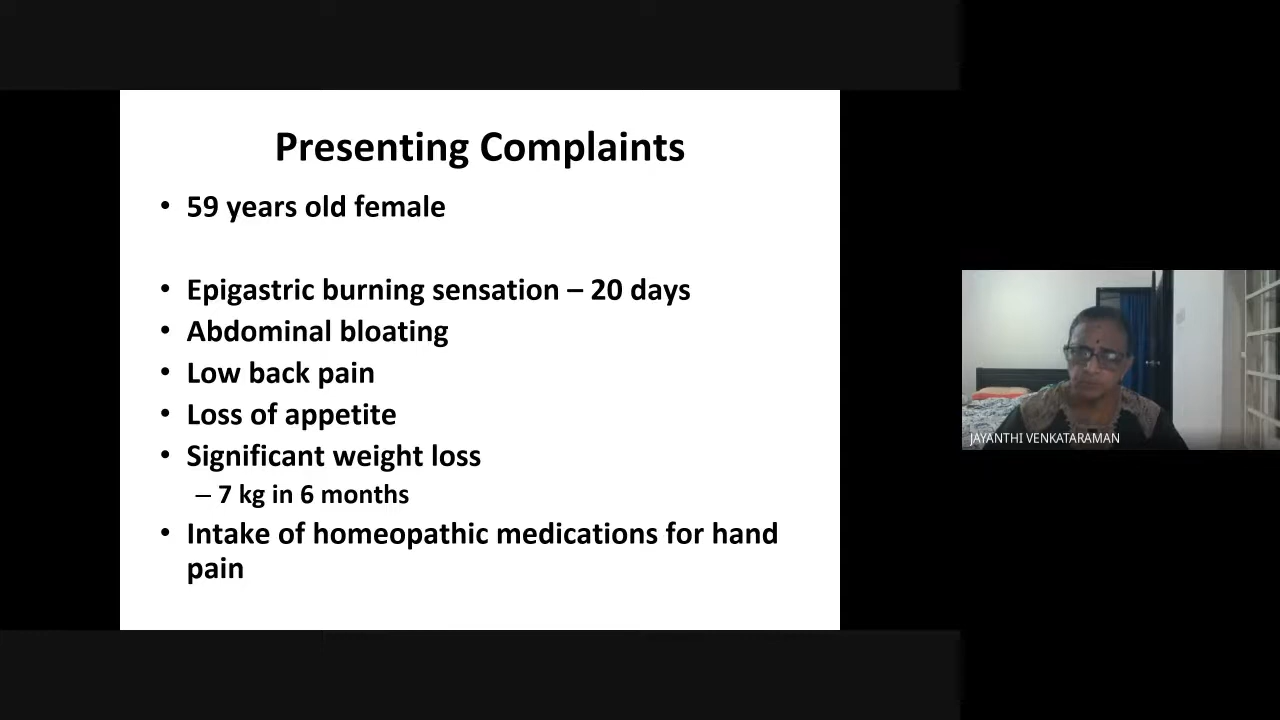 Presenting Complaints
• 59 years old female
• Epigastric burning sensation – 20 days
• Abdominal bloating
• Low back pain
• Loss of appetite
• Significant weight loss
– 7 kg in 6 months
• Intake of homeopathic medications for hand
pain
JAYANTHI VENKATARAMAN